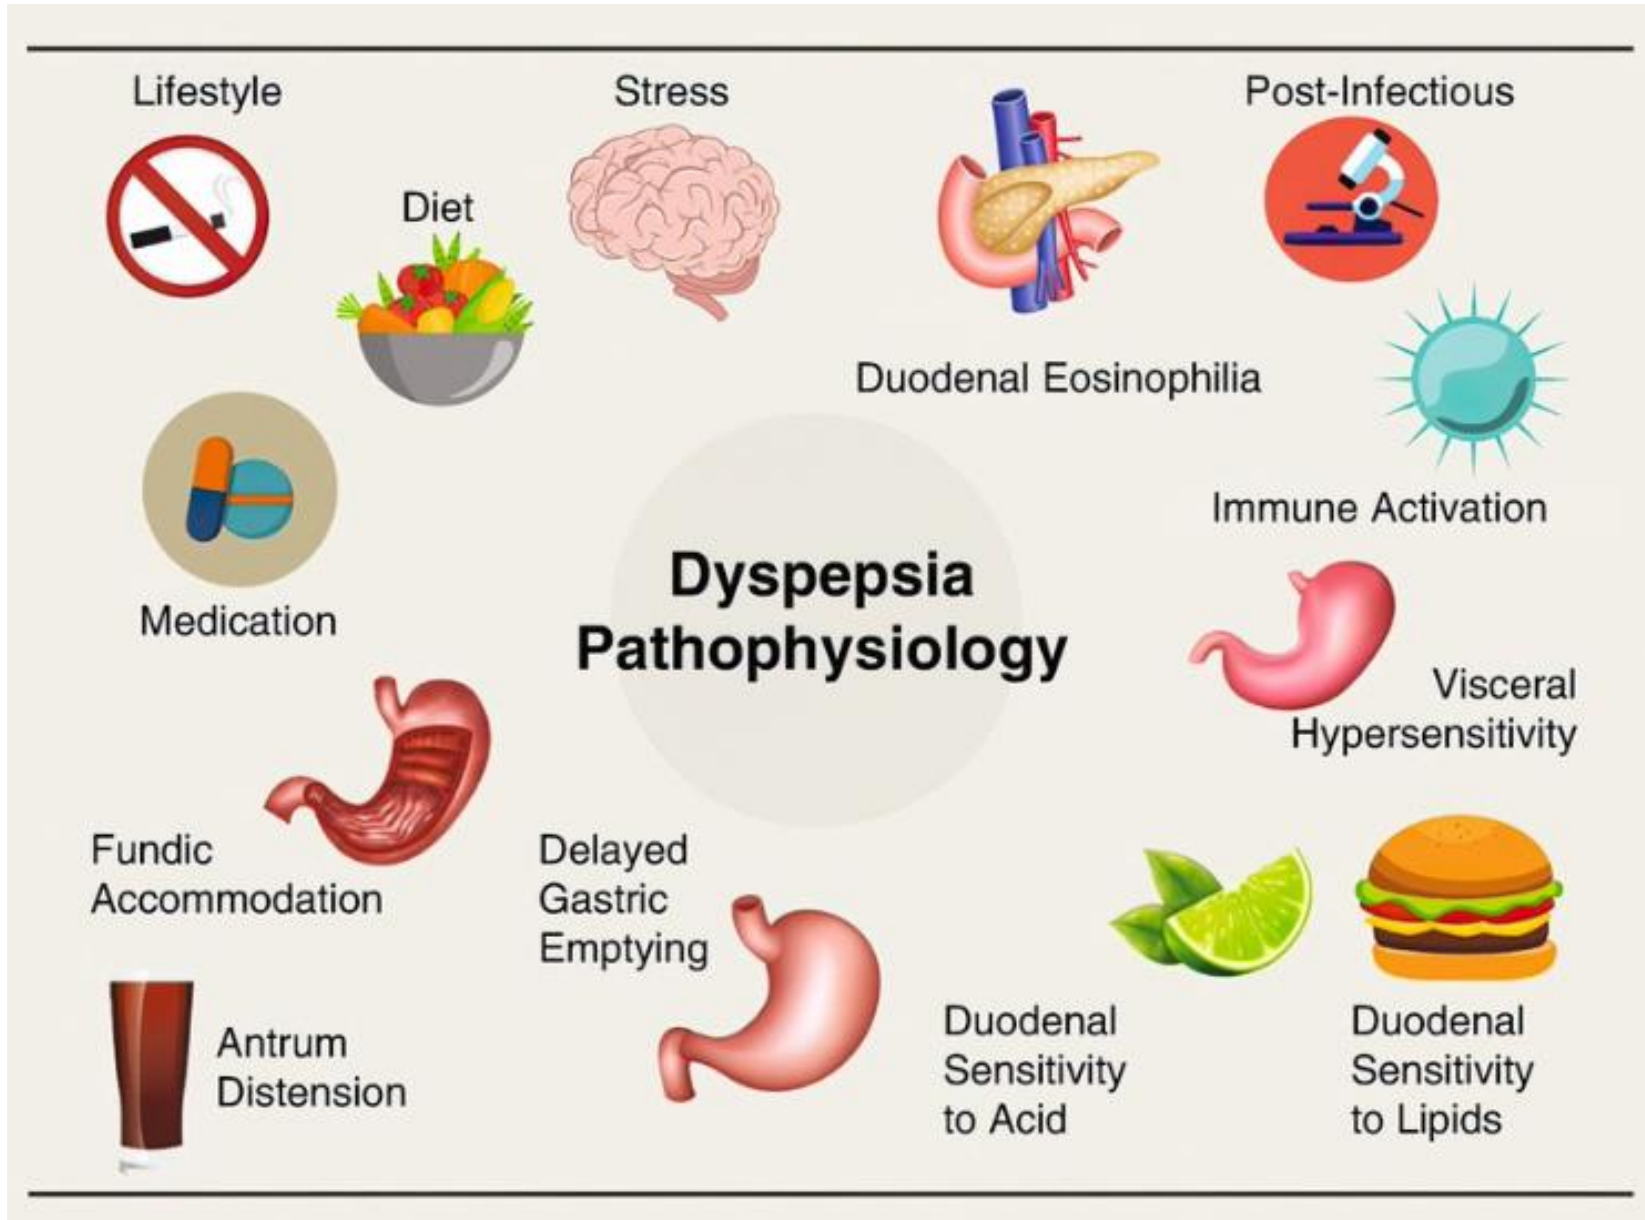 Lifestyle
Stress
Post-Infectious
Diet
Duodenal Eosinophilia
Immune Activation
Medication
Dyspepsia
Pathophysiology
Visceral
Hypersensitivity
Fundic
Accommodation
Delayed
Gastric
Emptying
Antrum
Distension
Duodenal
Sensitivity
to Acid
Duodenal
Sensitivity
to Lipids